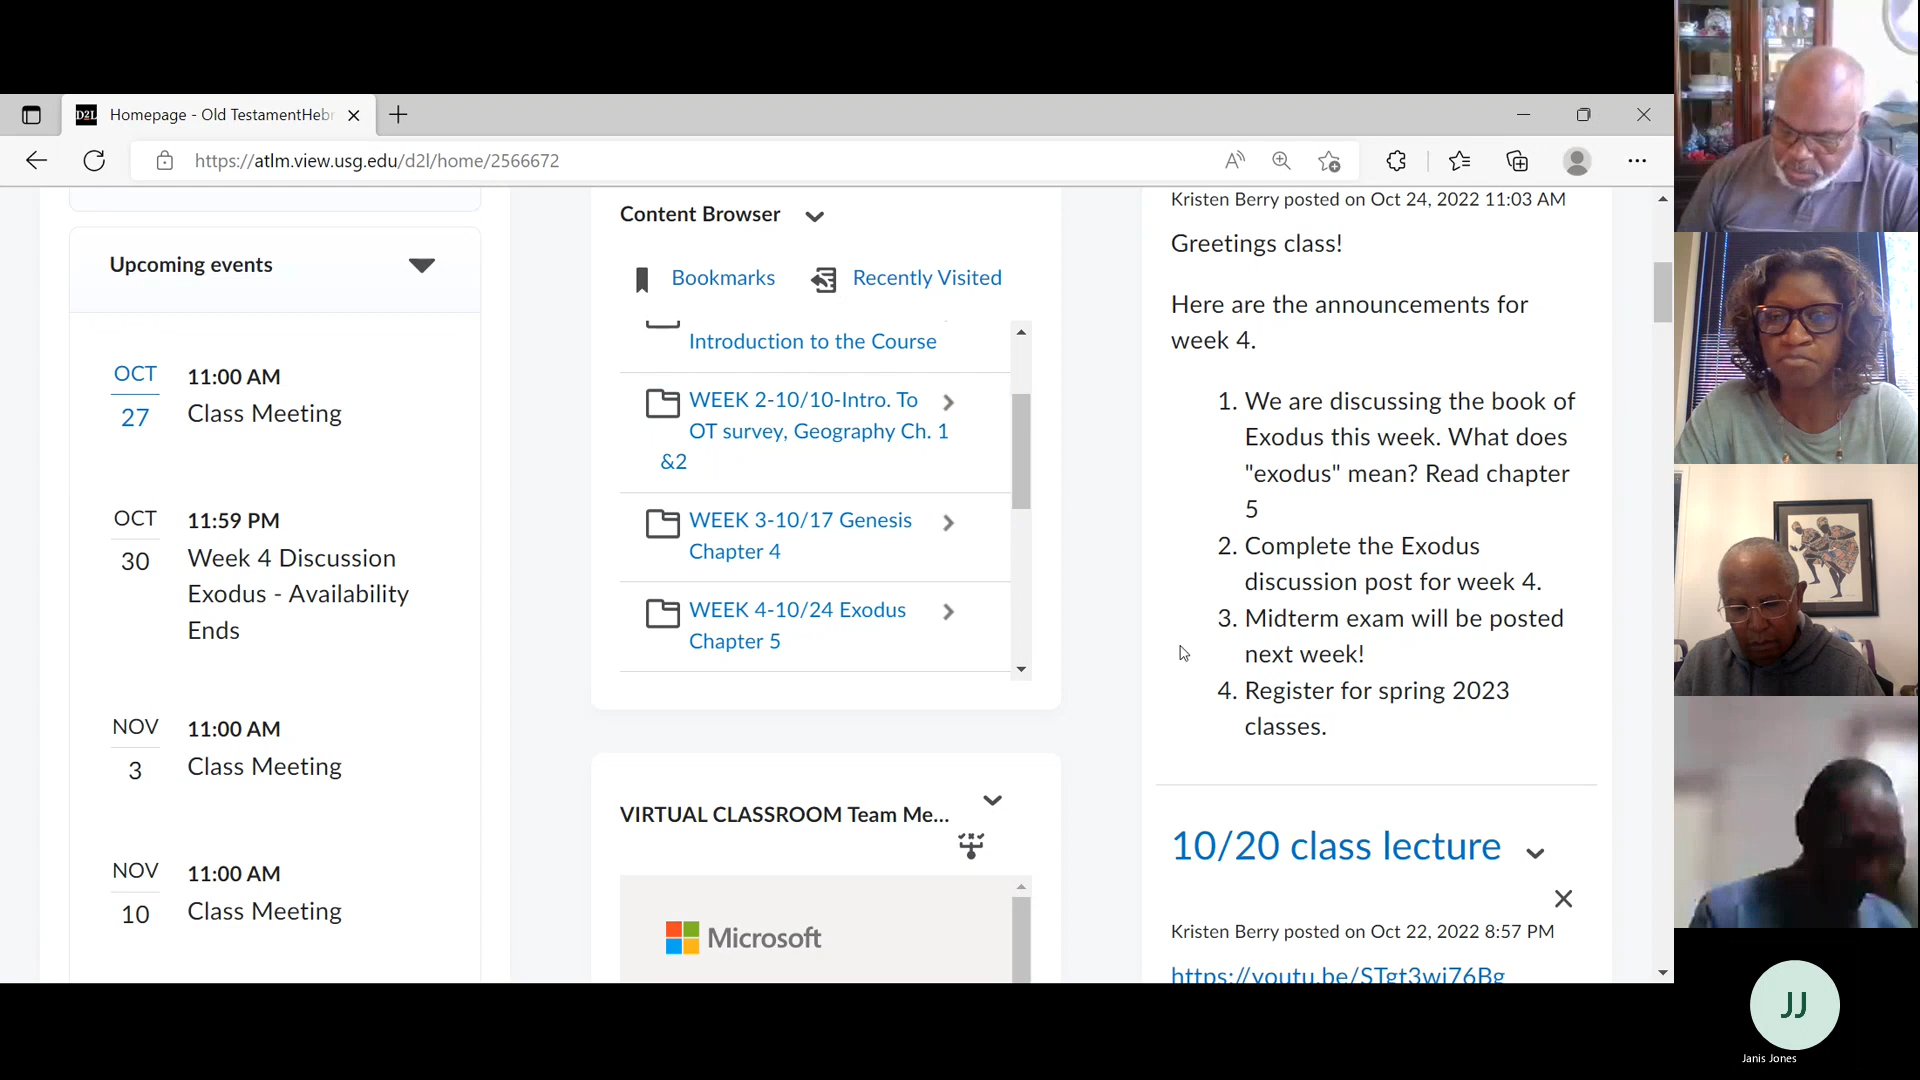 Homepage - Old TestamentHebr
https://atlm.view.usg.edu/d2l/home/2566672
Upcoming events
OCT
27
11:00 AM
Class Meeting
OCT
30
11:59 PM
Week 4 Discussion
Exodus - Availability
Ends
NOV
3
11:00 AM
Class Meeting
NOV
10
11:00 AM
Class Meeting
Content Browser
Bookmarks
Recently Visited
Introduction to the Course
WEEK 2-10/10-Intro. To
OT survey, Geography Ch. 1
&2
WEEK 3-10/17 Genesis
Chapter 4
WEEK 4-10/24 Exodus
Chapter 5
VIRTUAL CLASSROOM Team Me...
Microsoft
Kristen Berry posted on Oct 24, 2022 11:03 AM
Greetings class!
Here are the announcements for
week 4.
1. We are discussing the book of
Exodus this week. What does
"exodus" mean? Read chapter
5
2. Complete the Exodus
discussion post for week 4.
3. Midterm exam will be posted
next week!
4. Register for spring 2023
classes.
10/20 class lecture
Kristen Berry posted on Oct 22, 2022 8:57 PM
https://youtu.be/STgt3wi76Bg
JJ
Janis Jones
D2L